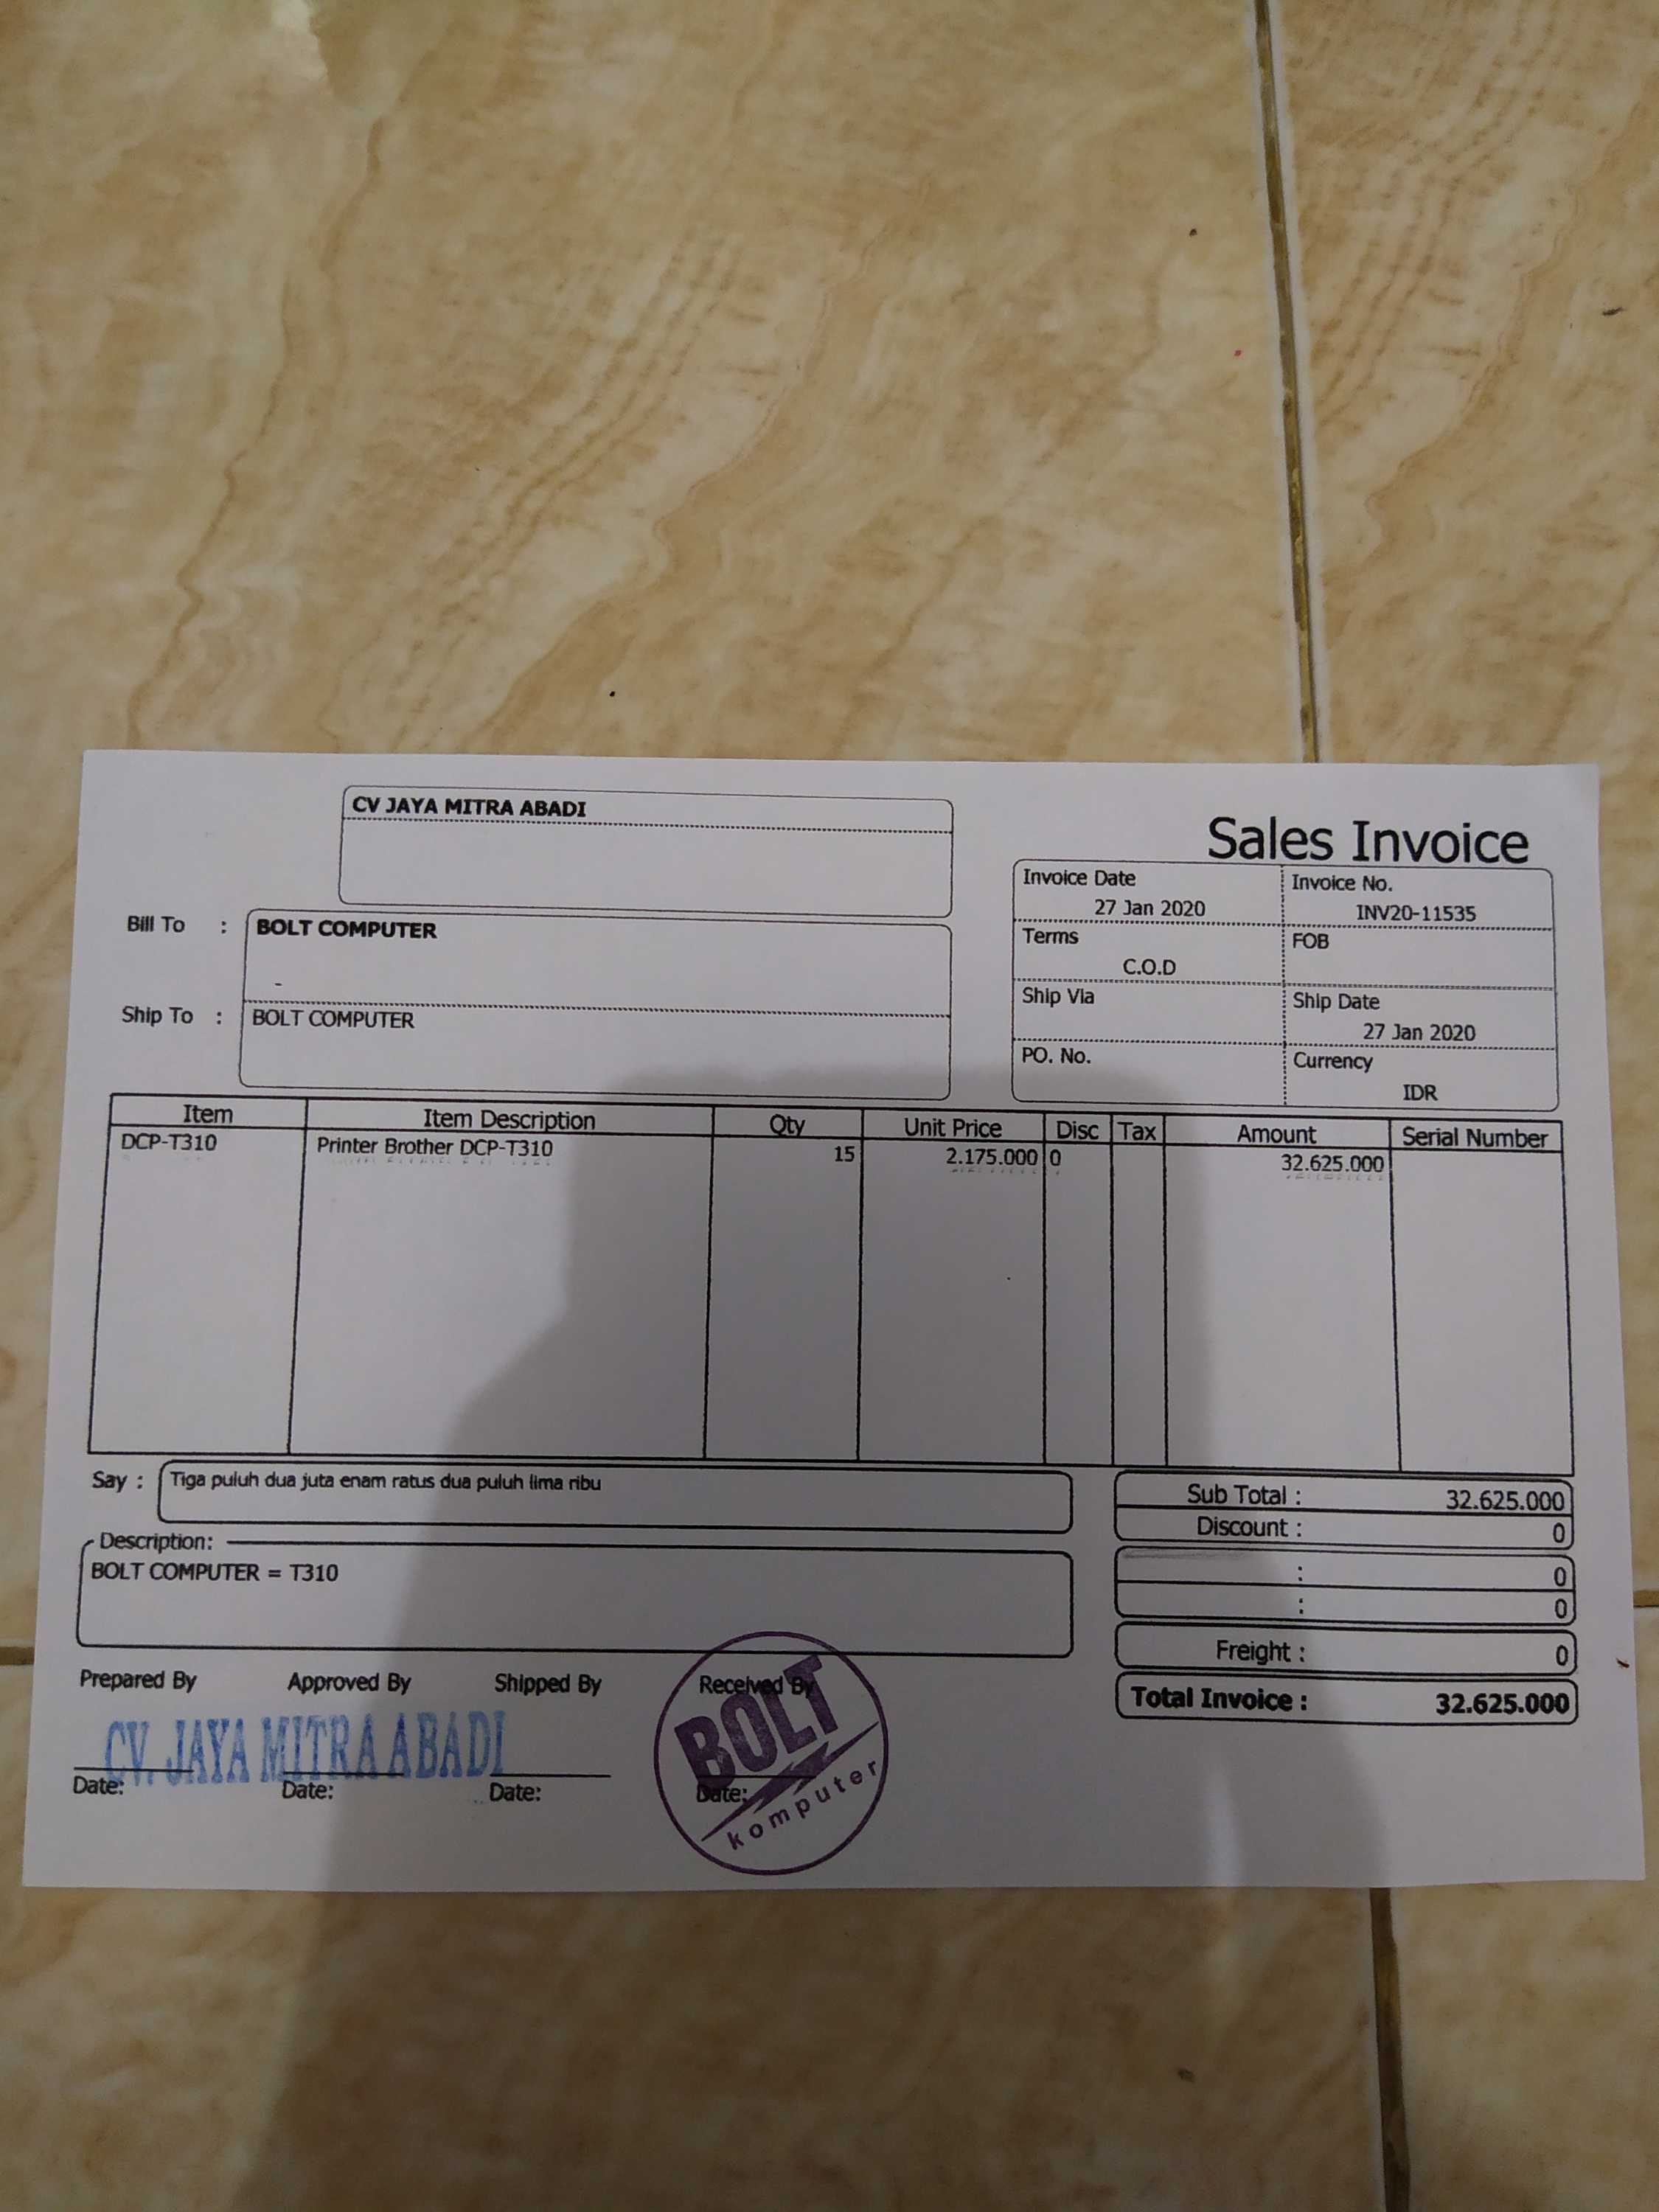 CV JAYA MITRA ABADI
Sales Invoice
Invoice Date
27 Jan 2020
Invoice No.
INV20-11535
Bill To :
BOLT COMPUTER
-
Terms
C.O.D
FOB
Ship Via
Ship Date
27 Jan 2020
Ship To :
BOLT COMPUTER
PO. No.
Currency
IDR
Item Item Description Qty Unit Price Disc Tax Amount Serial Number
DCP-T310 Printer Brother DCP-T310 15 2.175.000 0 32.625.000
Say : Tiga puluh dua juta enam ratus dua puluh lima ribu
Sub Total : 32.625.000
Discount : 0
: 0
: 0
Freight : 0
Total Invoice : 32.625.000
Description:
BOLT COMPUTER = T310
Prepared By Approved By Shipped By Received By
CV. JAYA MITRA ABADI
BOLT
komputer
Date: Date: Date: Date: